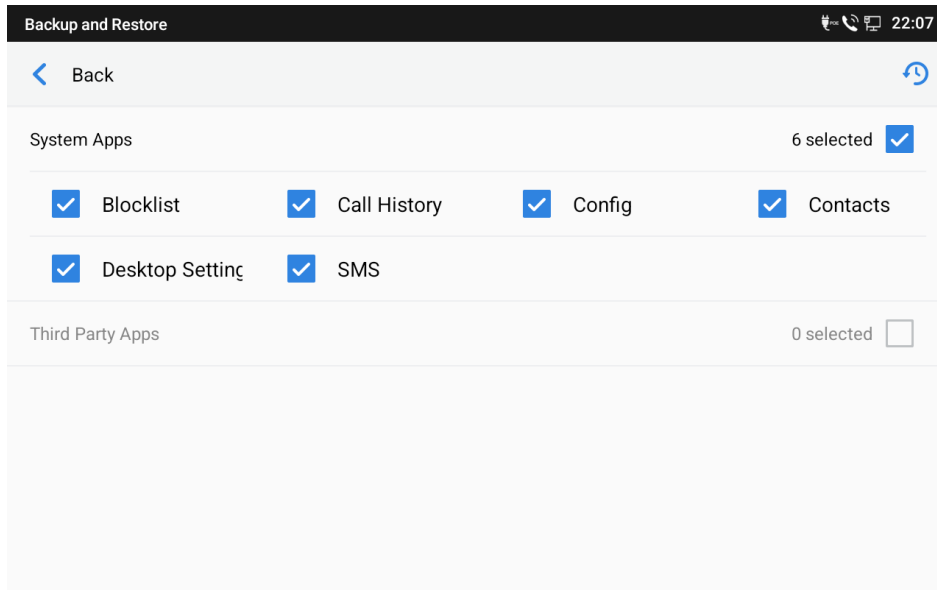 Backup and Restore 22:07
Back
System Apps 6 selected
Blocklist Call History Config Contacts
Desktop Setting SMS
Third Party Apps 0 selected